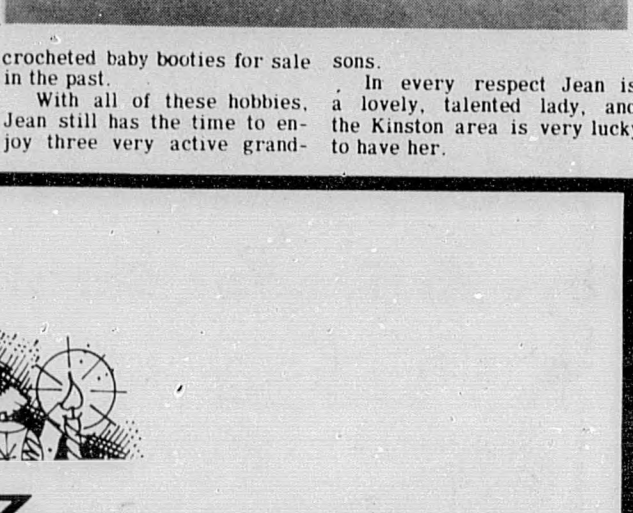 crocheted baby booties for sale
in the past.
With all of these hobbies,
Jean still has the time to en-
joy three very active grand-
sons.
In every respect Jean is
a lovely, talented lady, and
the Kinston area is very lucky
to have her.